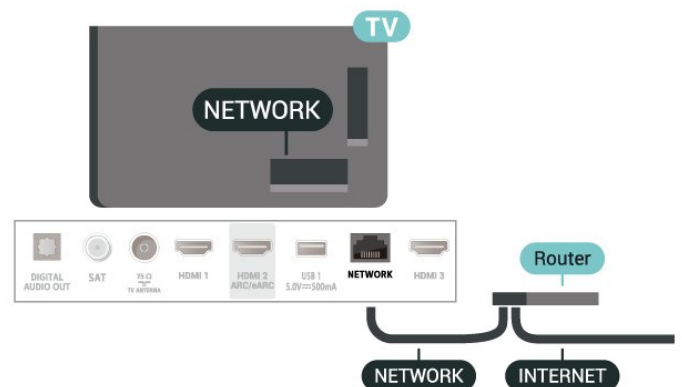 TV
NETWORK
DIGITAL
AUDIO OUT
SAT
75 Ω
TV ANTENNA
HDMI 1
HDMI 2
ARC/eARC
USB 1
5.0V⎓500mA
NETWORK
HDMI 3
Router
NETWORK
INTERNET